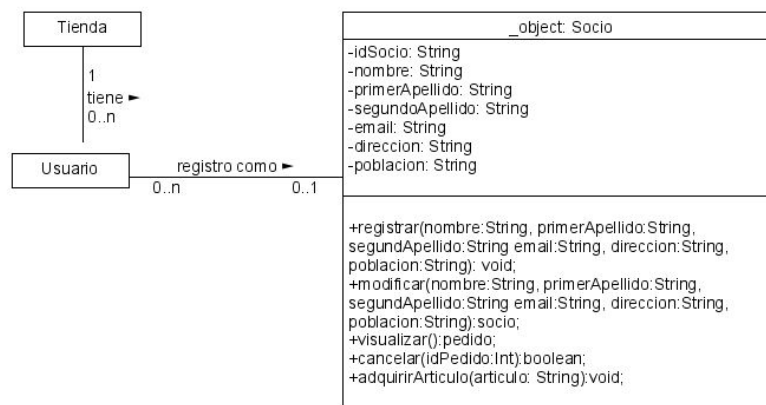 Tienda
1
tiene ►
0..n
Usuario
registro como ►
0..n
0..1
_object: Socio
-idSocio: String
-nombre: String
-primerApellido: String
-segundoApellido: String
-email: String
-direccion: String
-poblacion: String
+registrar(nombre:String, primerApellido:String,
segundApellido:String email:String, direccion:String,
poblacion:String): void;
+modificar(nombre:String, primerApellido:String,
segundApellido:String email:String, direccion:String,
poblacion:String):socio;
+visualizar():pedido;
+cancelar(idPedido:Int):boolean;
+adquirirArticulo(articulo: String):void;